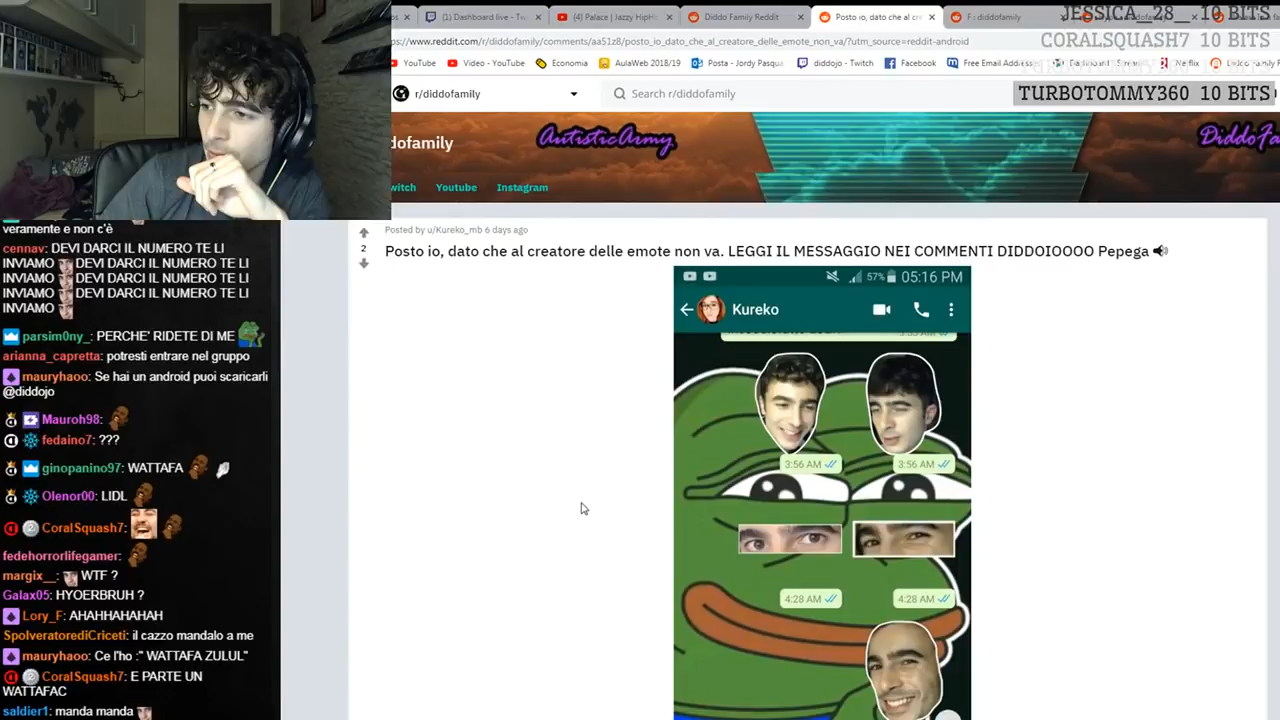 (1) Dashboard live - Tw
(4) Palace | Jazzy HipHo
Diddo Family Reddit
Posto io, dato che al cr
F : diddofamily
JESSICA_28_ 10 BITS
ps://www.reddit.com/r/diddofamily/comments/aa51z8/posto_io_dato_che_al_creatore_delle_emote_non_va/?utm_source=reddit-android
CORALSQUASH7 10 BITS
YouTube
Video - YouTube
Economia
AulaWeb 2018/19
Posta - Jordy Pasqua
diddojo - Twitch
Facebook
Free Email Addresse
r/diddofamily
Search r/diddofamily
TURBOTOMMY360 10 BITS
dofamily
AutisticArmy
DiddoFa
witch
Youtube
Instagram
Posted by u/Kureko_mb 6 days ago
2
Posto io, dato che al creatore delle emote non va. LEGGI IL MESSAGGIO NEI COMMENTI DIDDOIOOOO Pepega
57% 05:16 PM
Kureko
3:56 AM
3:56 AM
4:28 AM
4:28 AM
veramente e non c'è
cennav: DEVI DARCI IL NUMERO TE LI
INVIAMO DEVI DARCI IL NUMERO TE LI
INVIAMO DEVI DARCI IL NUMERO TE LI
INVIAMO DEVI DARCI IL NUMERO TE LI
INVIAMO
parsim0ny_: PERCHE' RIDETE DI ME
arianna_capretta: potresti entrare nel gruppo
mauryhaoo: Se hai un android puoi scaricarli
@diddojo
Mauroh98:
fedaino7: ???
ginopanino97: WATTAFA
Olenor00: LIDL
CoralSquash7:
fedehorrorlifegamer:
margix__: WTF ?
Galax05: HYOERBRUH ?
Lory_F: AHAHHAHAHAH
SpolveratorediCriceti: il cazzo mandalo a me
mauryhaoo: Ce l'ho :" WATTAFA ZULUL"
CoralSquash7: E PARTE UN
WATTAFAC
saldier1: manda manda